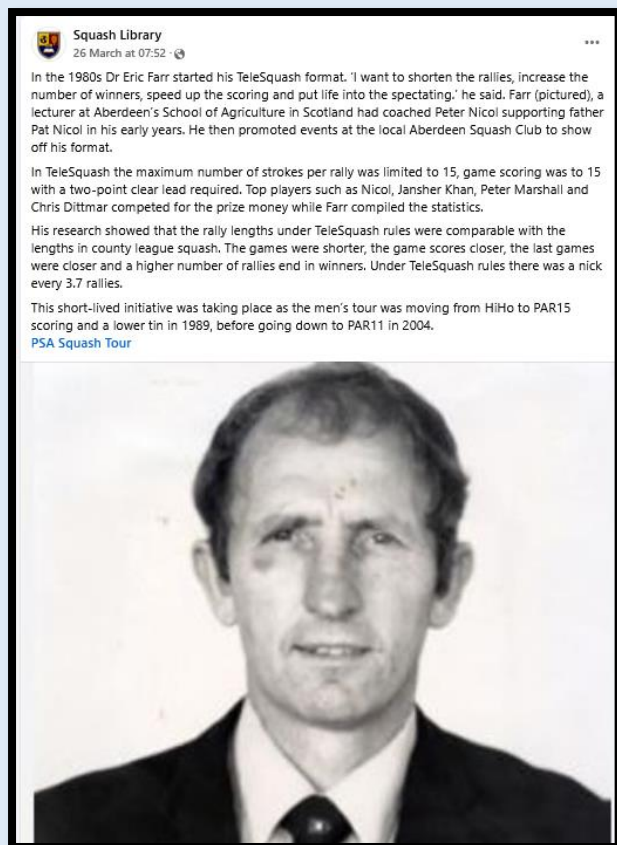 Squash Library
26 March at 07:52 ·
In the 1980s Dr Eric Farr started his TeleSquash format. 'I want to shorten the rallies, increase the
number of winners, speed up the scoring and put life into the spectating.' he said. Farr (pictured), a
lecturer at Aberdeen's School of Agriculture in Scotland had coached Peter Nicol supporting father
Pat Nicol in his early years. He then promoted events at the local Aberdeen Squash Club to show
off his format.
In TeleSquash the maximum number of strokes per rally was limited to 15, game scoring was to 15
with a two-point clear lead required. Top players such as Nicol, Jansher Khan, Peter Marshall and
Chris Dittmar competed for the prize money while Farr compiled the statistics.
His research showed that the rally lengths under TeleSquash rules were comparable with the
lengths in county league squash. The games were shorter, the game scores closer, the last games
were closer and a higher number of rallies end in winners. Under TeleSquash rules there was a nick
every 3.7 rallies.
This short-lived initiative was taking place as the men's tour was moving from HiHo to PAR15
scoring and a lower tin in 1989, before going down to PAR11 in 2004.
PSA Squash Tour